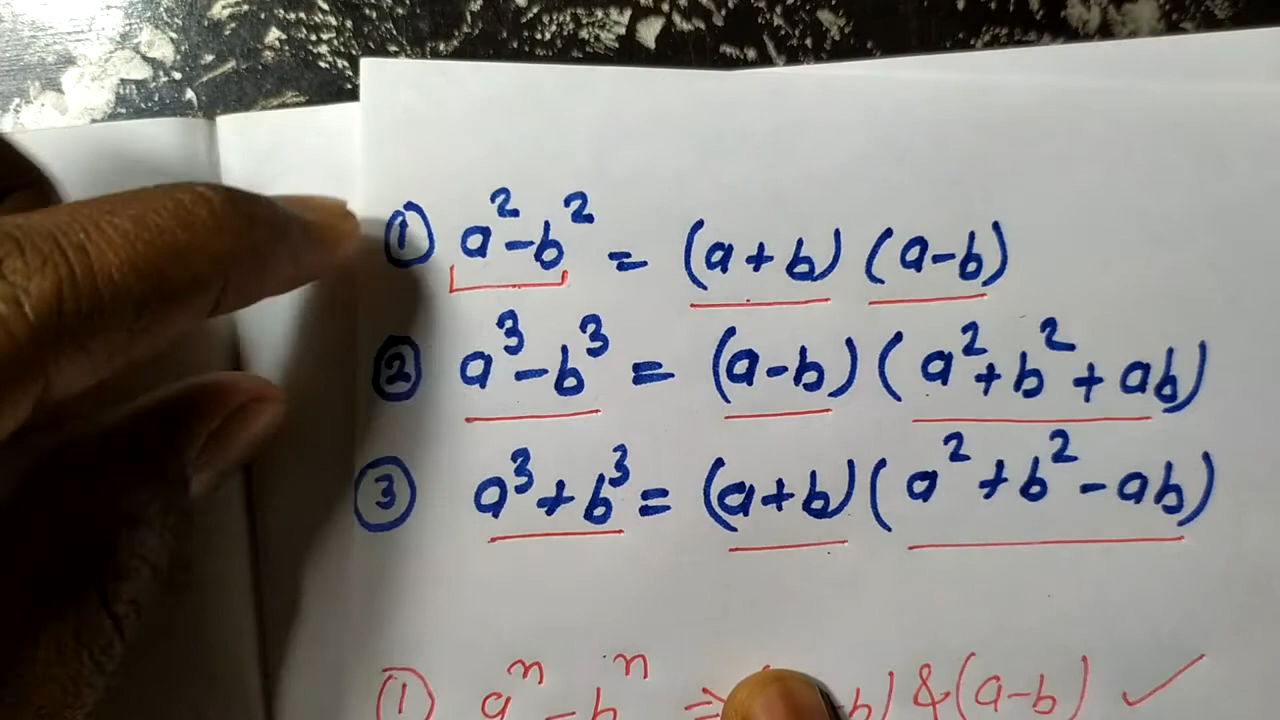 ① a²-b² = (a+b) (a-b)
② a³-b³ = (a-b) (a²+b²+ab)
③ a³+b³ = (a+b) (a²+b²-ab)
① aⁿ-bⁿ ⇒ b) & (a-b) ✓